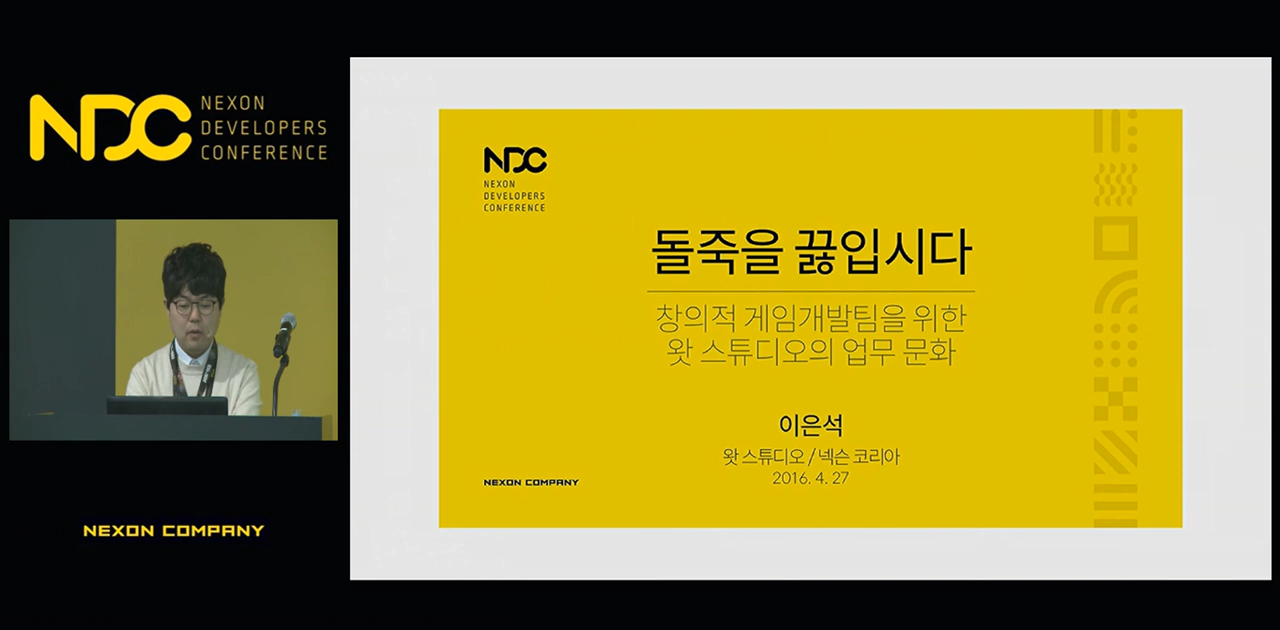 NDC
NEXON
DEVELOPERS
CONFERENCE
NEXON COMPANY
NDC
NEXON
DEVELOPERS
CONFERENCE
돌죽을 끓입시다
창의적 게임개발팀을 위한
왓 스튜디오의 업무 문화
이은석
왓 스튜디오 / 넥슨 코리아
2016. 4. 27
NEXON COMPANY